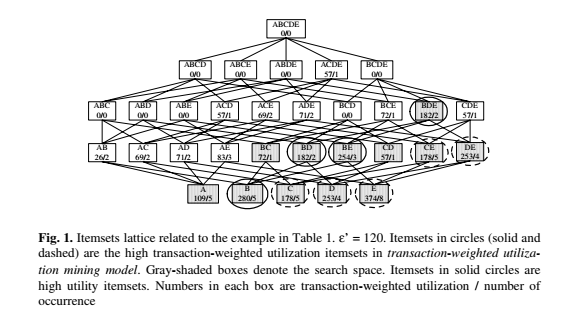 ABCDE
0/0
ABCD ABCE ABDE ACDE BCDE
0/0 0/0 0/0 57/1 0/0
ABC ABD ABE ACD ACE ADE BCD BCE BDE CDE
0/0 0/0 0/0 57/1 69/2 71/2 0/0 72/1 182/2 57/1
AB AC AD AE BC BD BE CD CE DE
26/2 69/2 71/2 83/3 72/1 182/2 254/3 57/1 178/5 253/4
A B C D E
109/5 280/5 178/5 253/4 374/8
Fig. 1. Itemsets lattice related to the example in Table 1. ε' = 120. Itemsets in circles (solid and
dashed) are the high transaction-weighted utilization itemsets in transaction-weighted utiliza-
tion mining model. Gray-shaded boxes denote the search space. Itemsets in solid circles are
high utility itemsets. Numbers in each box are transaction-weighted utilization / number of
occurrence